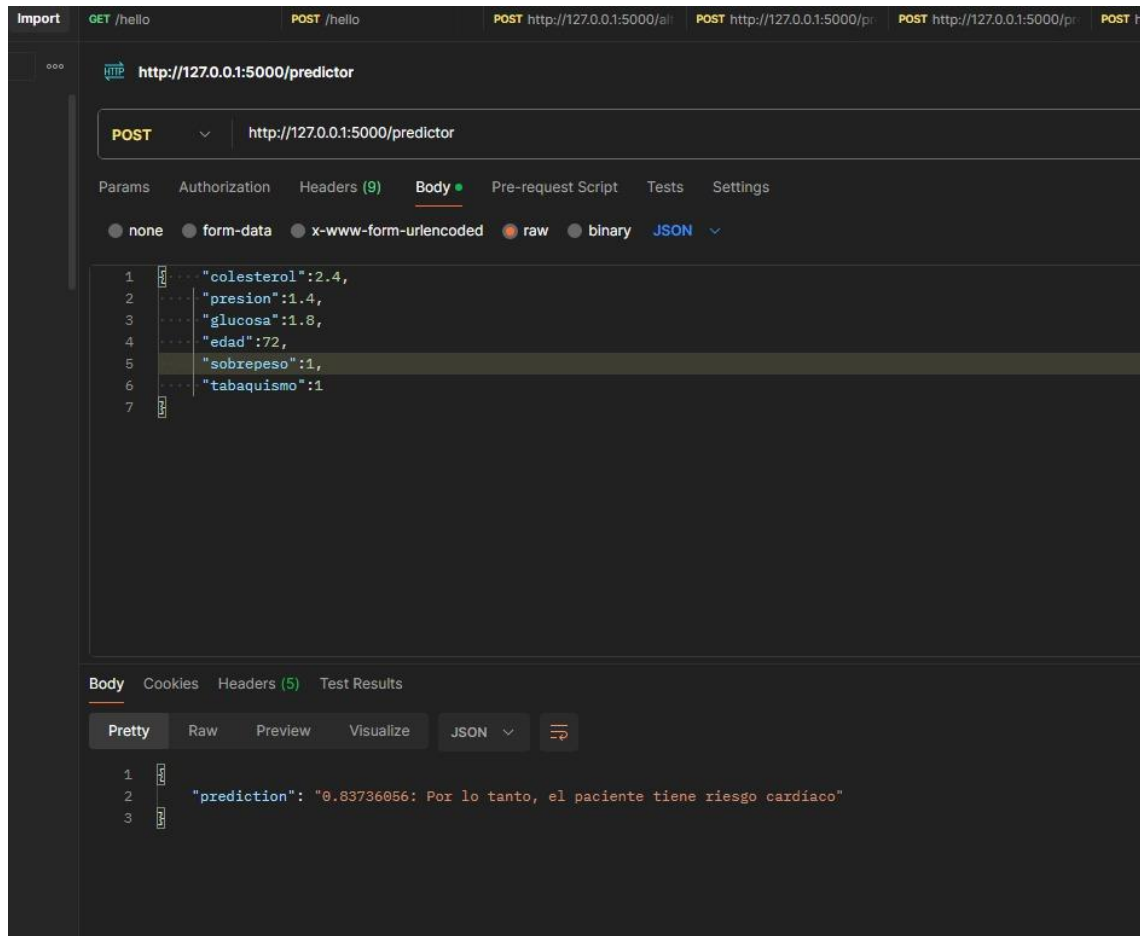 Import GET /hello POST /hello POST http://127.0.0.1:5000/al POST http://127.0.0.1:5000/pr POST http://127.0.0.1:5000/pr POST
HTTP http://127.0.0.1:5000/predictor
POST http://127.0.0.1:5000/predictor
Params Authorization Headers (9) Body Pre-request Script Tests Settings
none form-data x-www-form-urlencoded raw binary JSON
1 { "colesterol":2.4,
2 "presion":1.4,
3 "glucosa":1.8,
4 "edad":72,
5 "sobrepeso":1,
6 "tabaquismo":1
7 }
Body Cookies Headers (5) Test Results
Pretty Raw Preview Visualize JSON
1 {
2 "prediction": "0.83736056: Por lo tanto, el paciente tiene riesgo cardíaco"
3 }